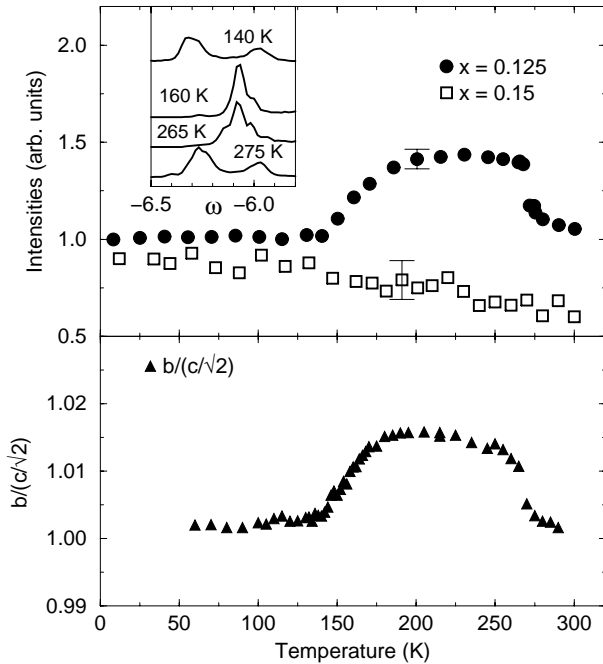 2.0
1.5
1.0
0.5
Intensities (arb. units)
140 K
160 K
265 K
275 K
−6.5
ω
−6.0
x = 0.125
x = 0.15
b/(c/√2)
1.02
1.01
1.00
0.99
b/(c/√2)
0
50
100
150
200
250
300
Temperature (K)